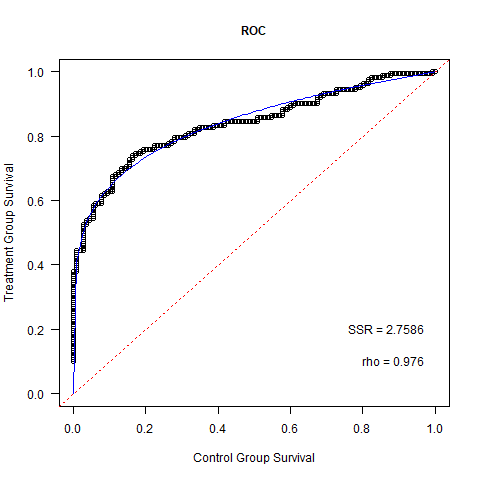 ROC
Treatment Group Survival
1.0
0.8
0.6
0.4
0.2
0.0
SSR = 2.7586
rho = 0.976
0.0 0.2 0.4 0.6 0.8 1.0
Control Group Survival